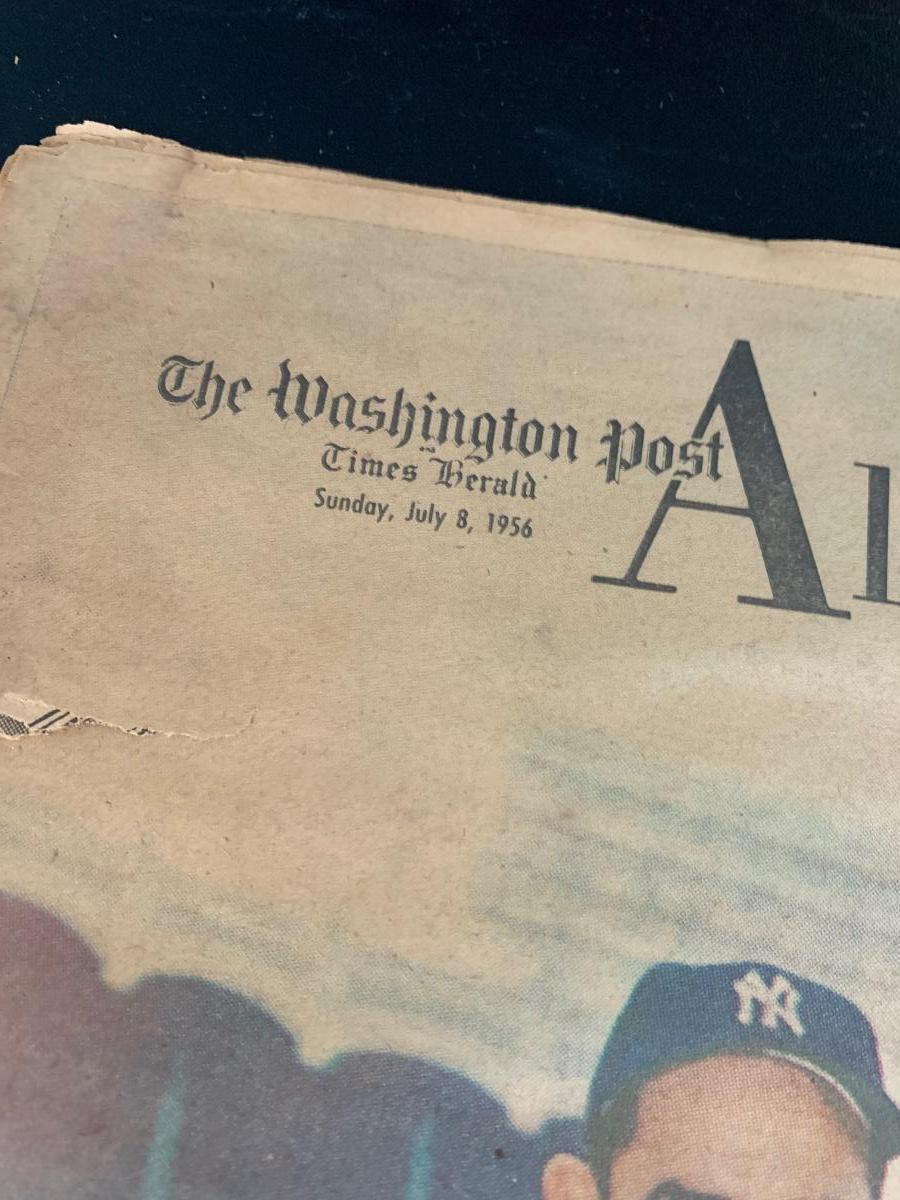 The Washington Post
Times Herald
Sunday, July 8, 1956
A
NY